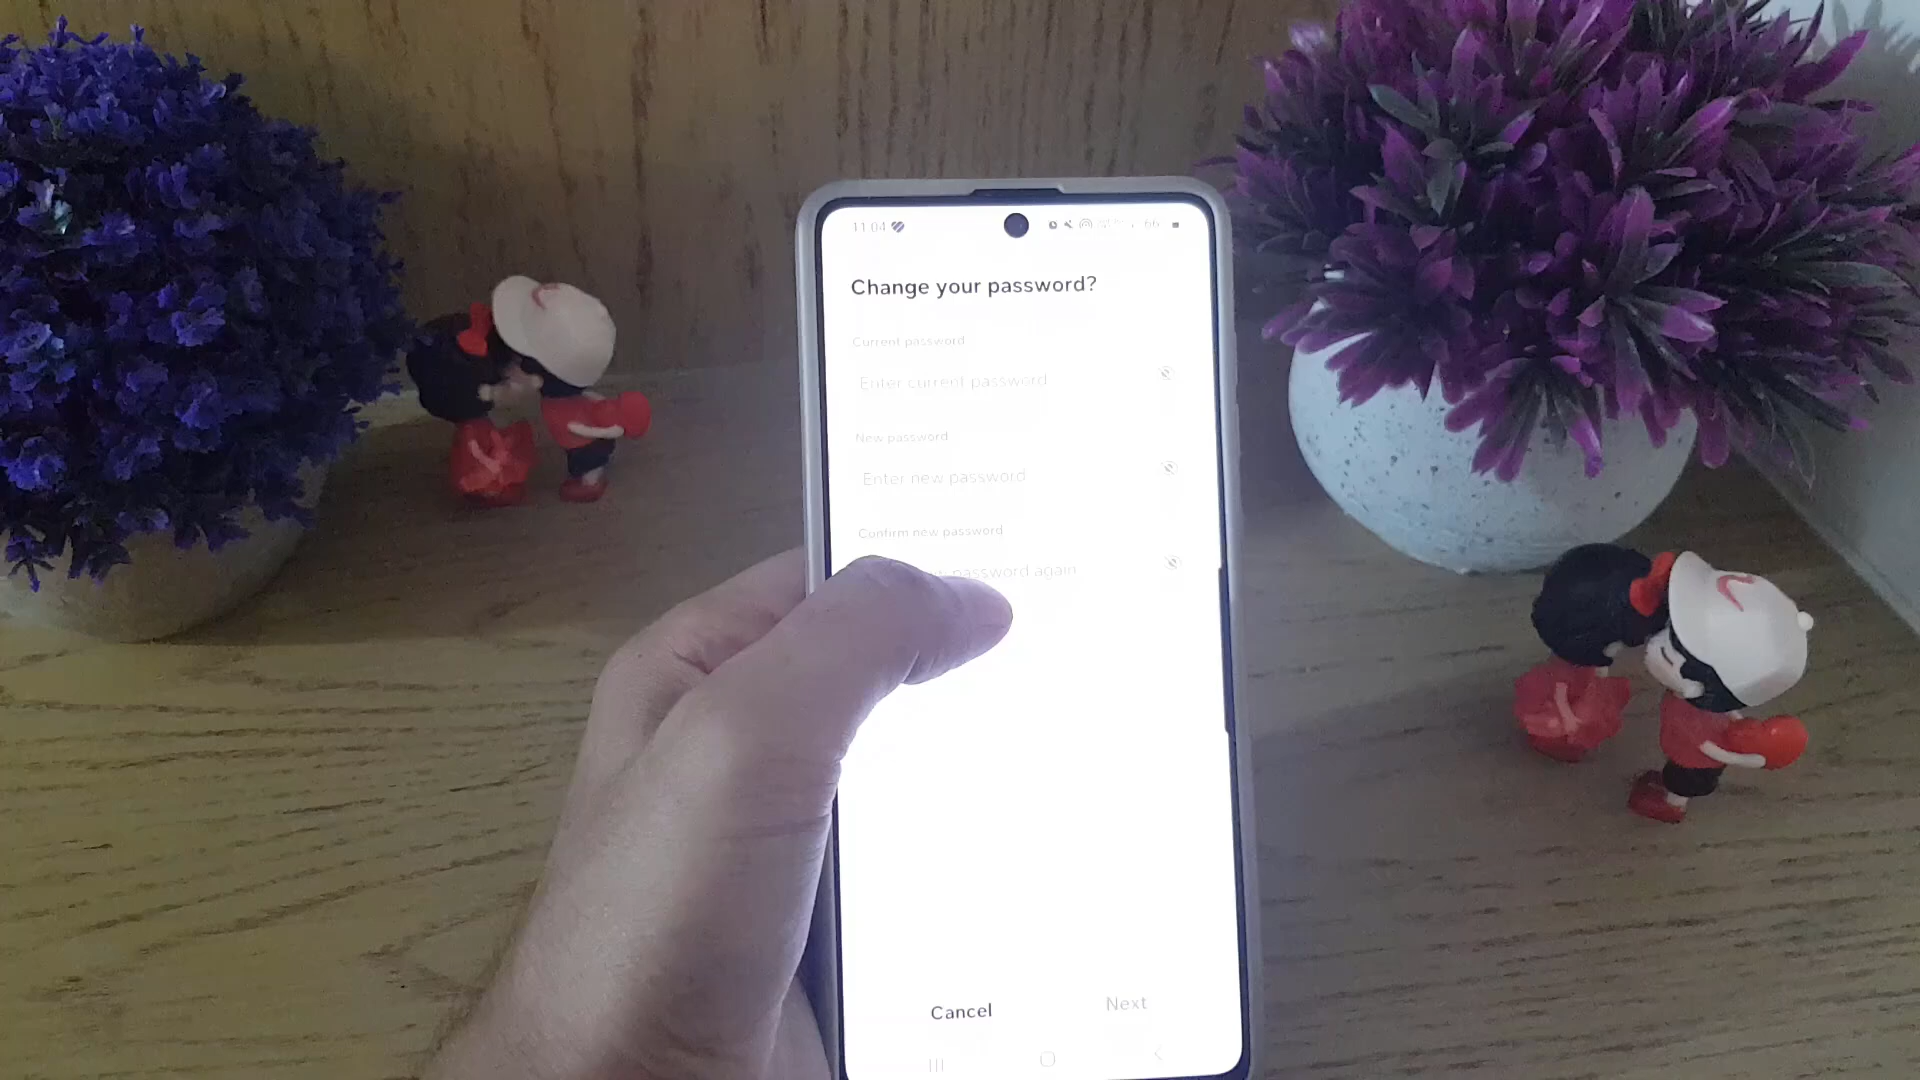 11:04 66
Change your password?
Current password
Enter current password
New password
Enter new password
Confirm new password
password again
Cancel Next